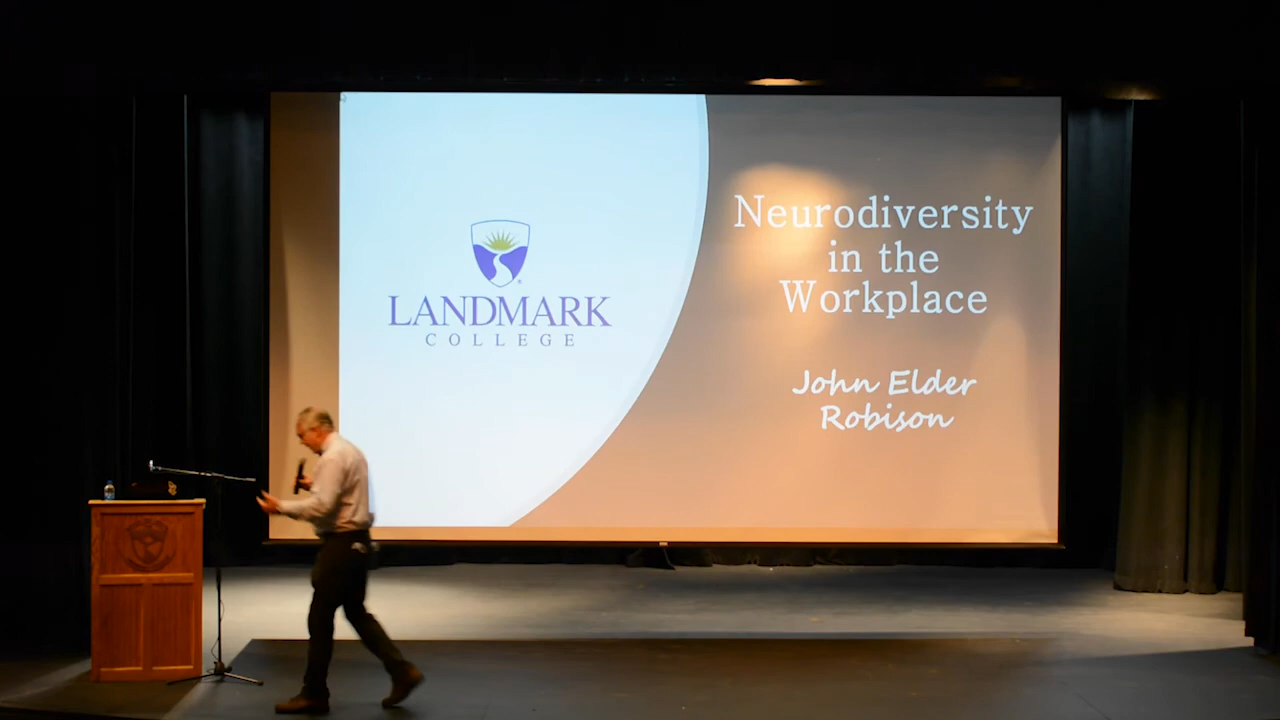 LANDMARK
COLLEGE
Neurodiversity
in the
Workplace
John Elder
Robison